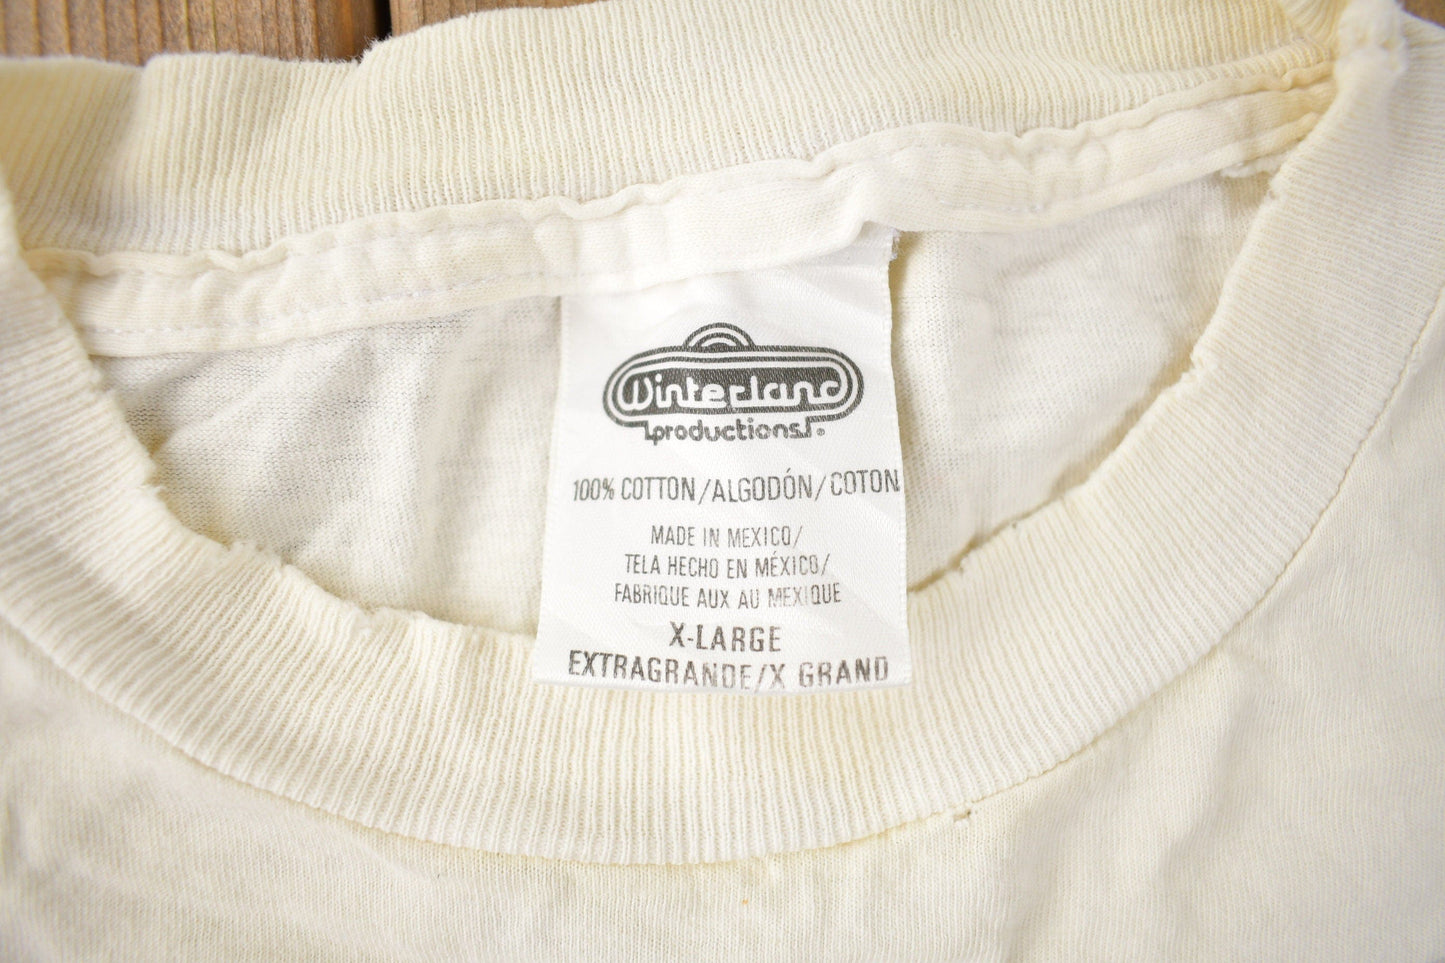 Winterland
productions.®
100% COTTON/ALGODÓN/COTON
MADE IN MEXICO/
TELA HECHO EN MÉXICO/
FABRIQUE AUX AU MEXIQUE
X-LARGE
EXTRAGRANDE/X GRAND